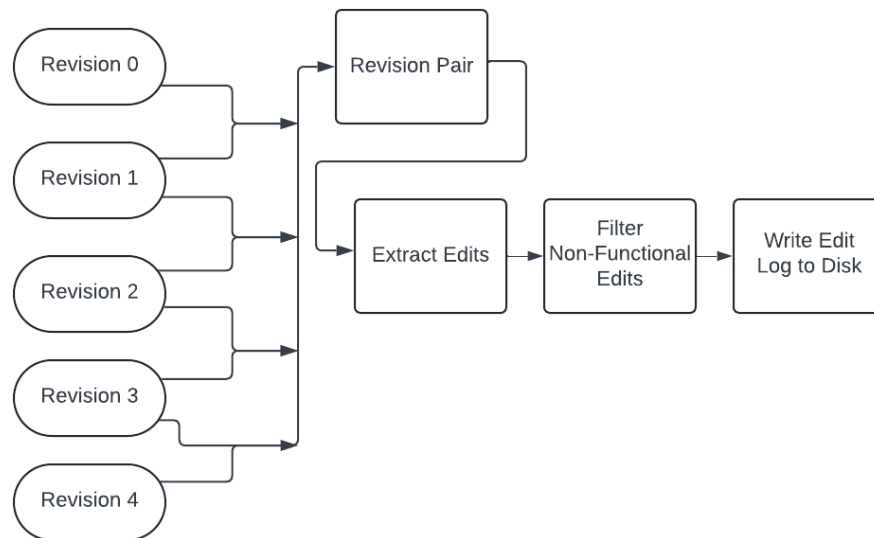 Revision 0
Revision 1
Revision 2
Revision 3
Revision 4
Revision Pair
Extract Edits
Filter
Non-Functional
Edits
Write Edit
Log to Disk